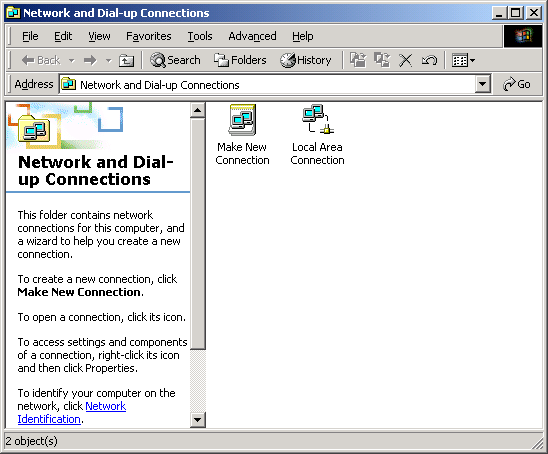 Network and Dial-up Connections
File Edit View Favorites Tools Advanced Help
Back Search Folders History
Address Network and Dial-up Connections Go
Network and Dial-
up Connections
This folder contains network
connections for this computer, and
a wizard to help you create a new
connection.
To create a new connection, click
Make New Connection.
To open a connection, click its icon.
To access settings and components
of a connection, right-click its icon
and then click Properties.
To identify your computer on the
network, click Network
Identification.
Make New
Connection
Local Area
Connection
2 object(s)